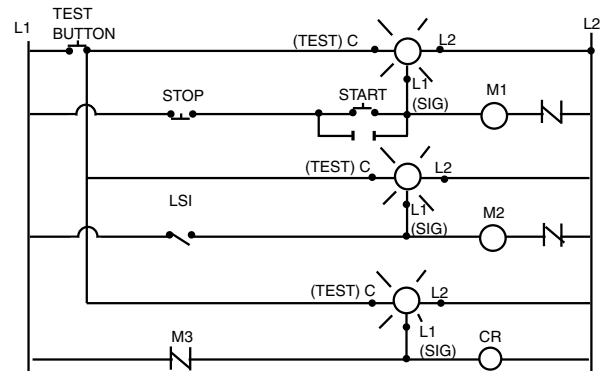 L1
TEST
BUTTON
L2
(TEST) C
L2
L1
(SIG)
STOP
START
M1
(TEST) C
L2
LSI
L1
(SIG)
M2
(TEST) C
L2
M3
L1
(SIG)
CR